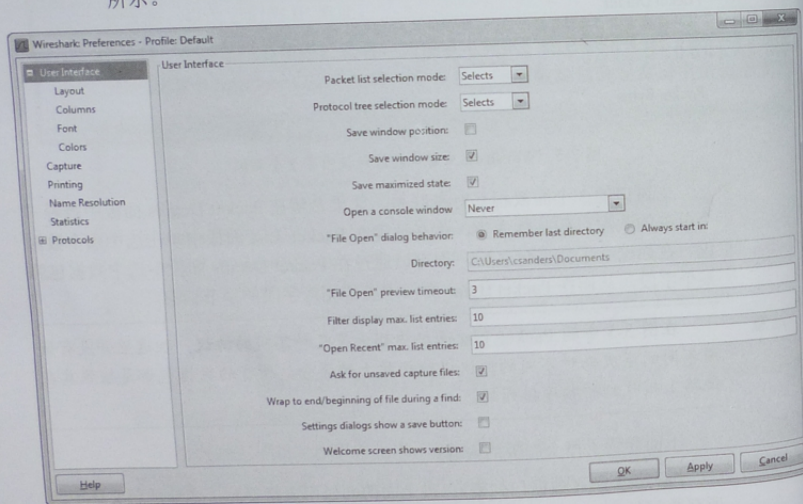 所示。
Wireshark: Preferences - Profile: Default
User Interface
Layout
Columns
Font
Colors
Capture
Printing
Name Resolution
Statistics
Protocols
User Interface
Packet list selection mode: Selects
Protocol tree selection mode: Selects
Save window position:
Save window size:
Save maximized state:
Open a console window Never
"File Open" dialog behavior: Remember last directory Always start in:
Directory: C:\Users\csanders\Documents
"File Open" preview timeout: 3
Filter display max. list entries: 10
"Open Recent" max. list entries: 10
Ask for unsaved capture files:
Wrap to end/beginning of file during a find:
Settings dialogs show a save button:
Welcome screen shows version:
Help
OK Apply Cancel